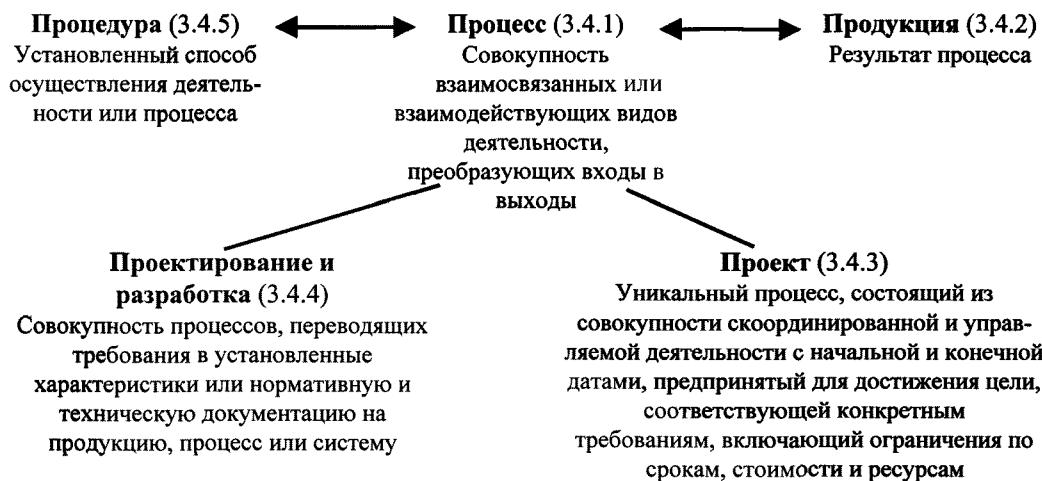 Процедура (3.4.5)
Установленный способ
осуществления деятель-
ности или процесса
Процесс (3.4.1)
Совокупность
взаимосвязанных или
взаимодействующих видов
деятельности,
преобразующих входы в
выходы
Продукция (3.4.2)
Результат процесса
Проектирование и
разработка (3.4.4)
Совокупность процессов, переводящих
требования в установленные
характеристики или нормативную и
техническую документацию на
продукцию, процесс или систему
Проект (3.4.3)
Уникальный процесс, состоящий из
совокупности скоординированной и управ-
ляемой деятельности с начальной и конечной
датами, предпринятый для достижения цели,
соответствующей конкретным
требованиям, включающий ограничения по
срокам, стоимости и ресурсам